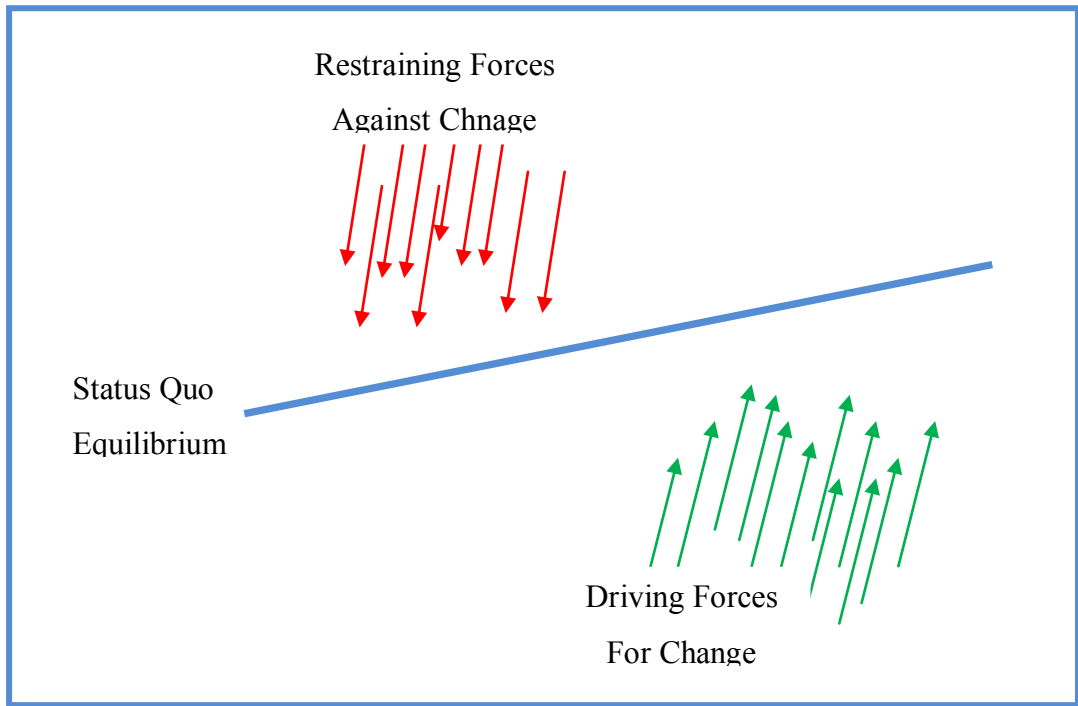 Restraining Forces
Against Chnage
Status Quo
Equilibrium
Driving Forces
For Change